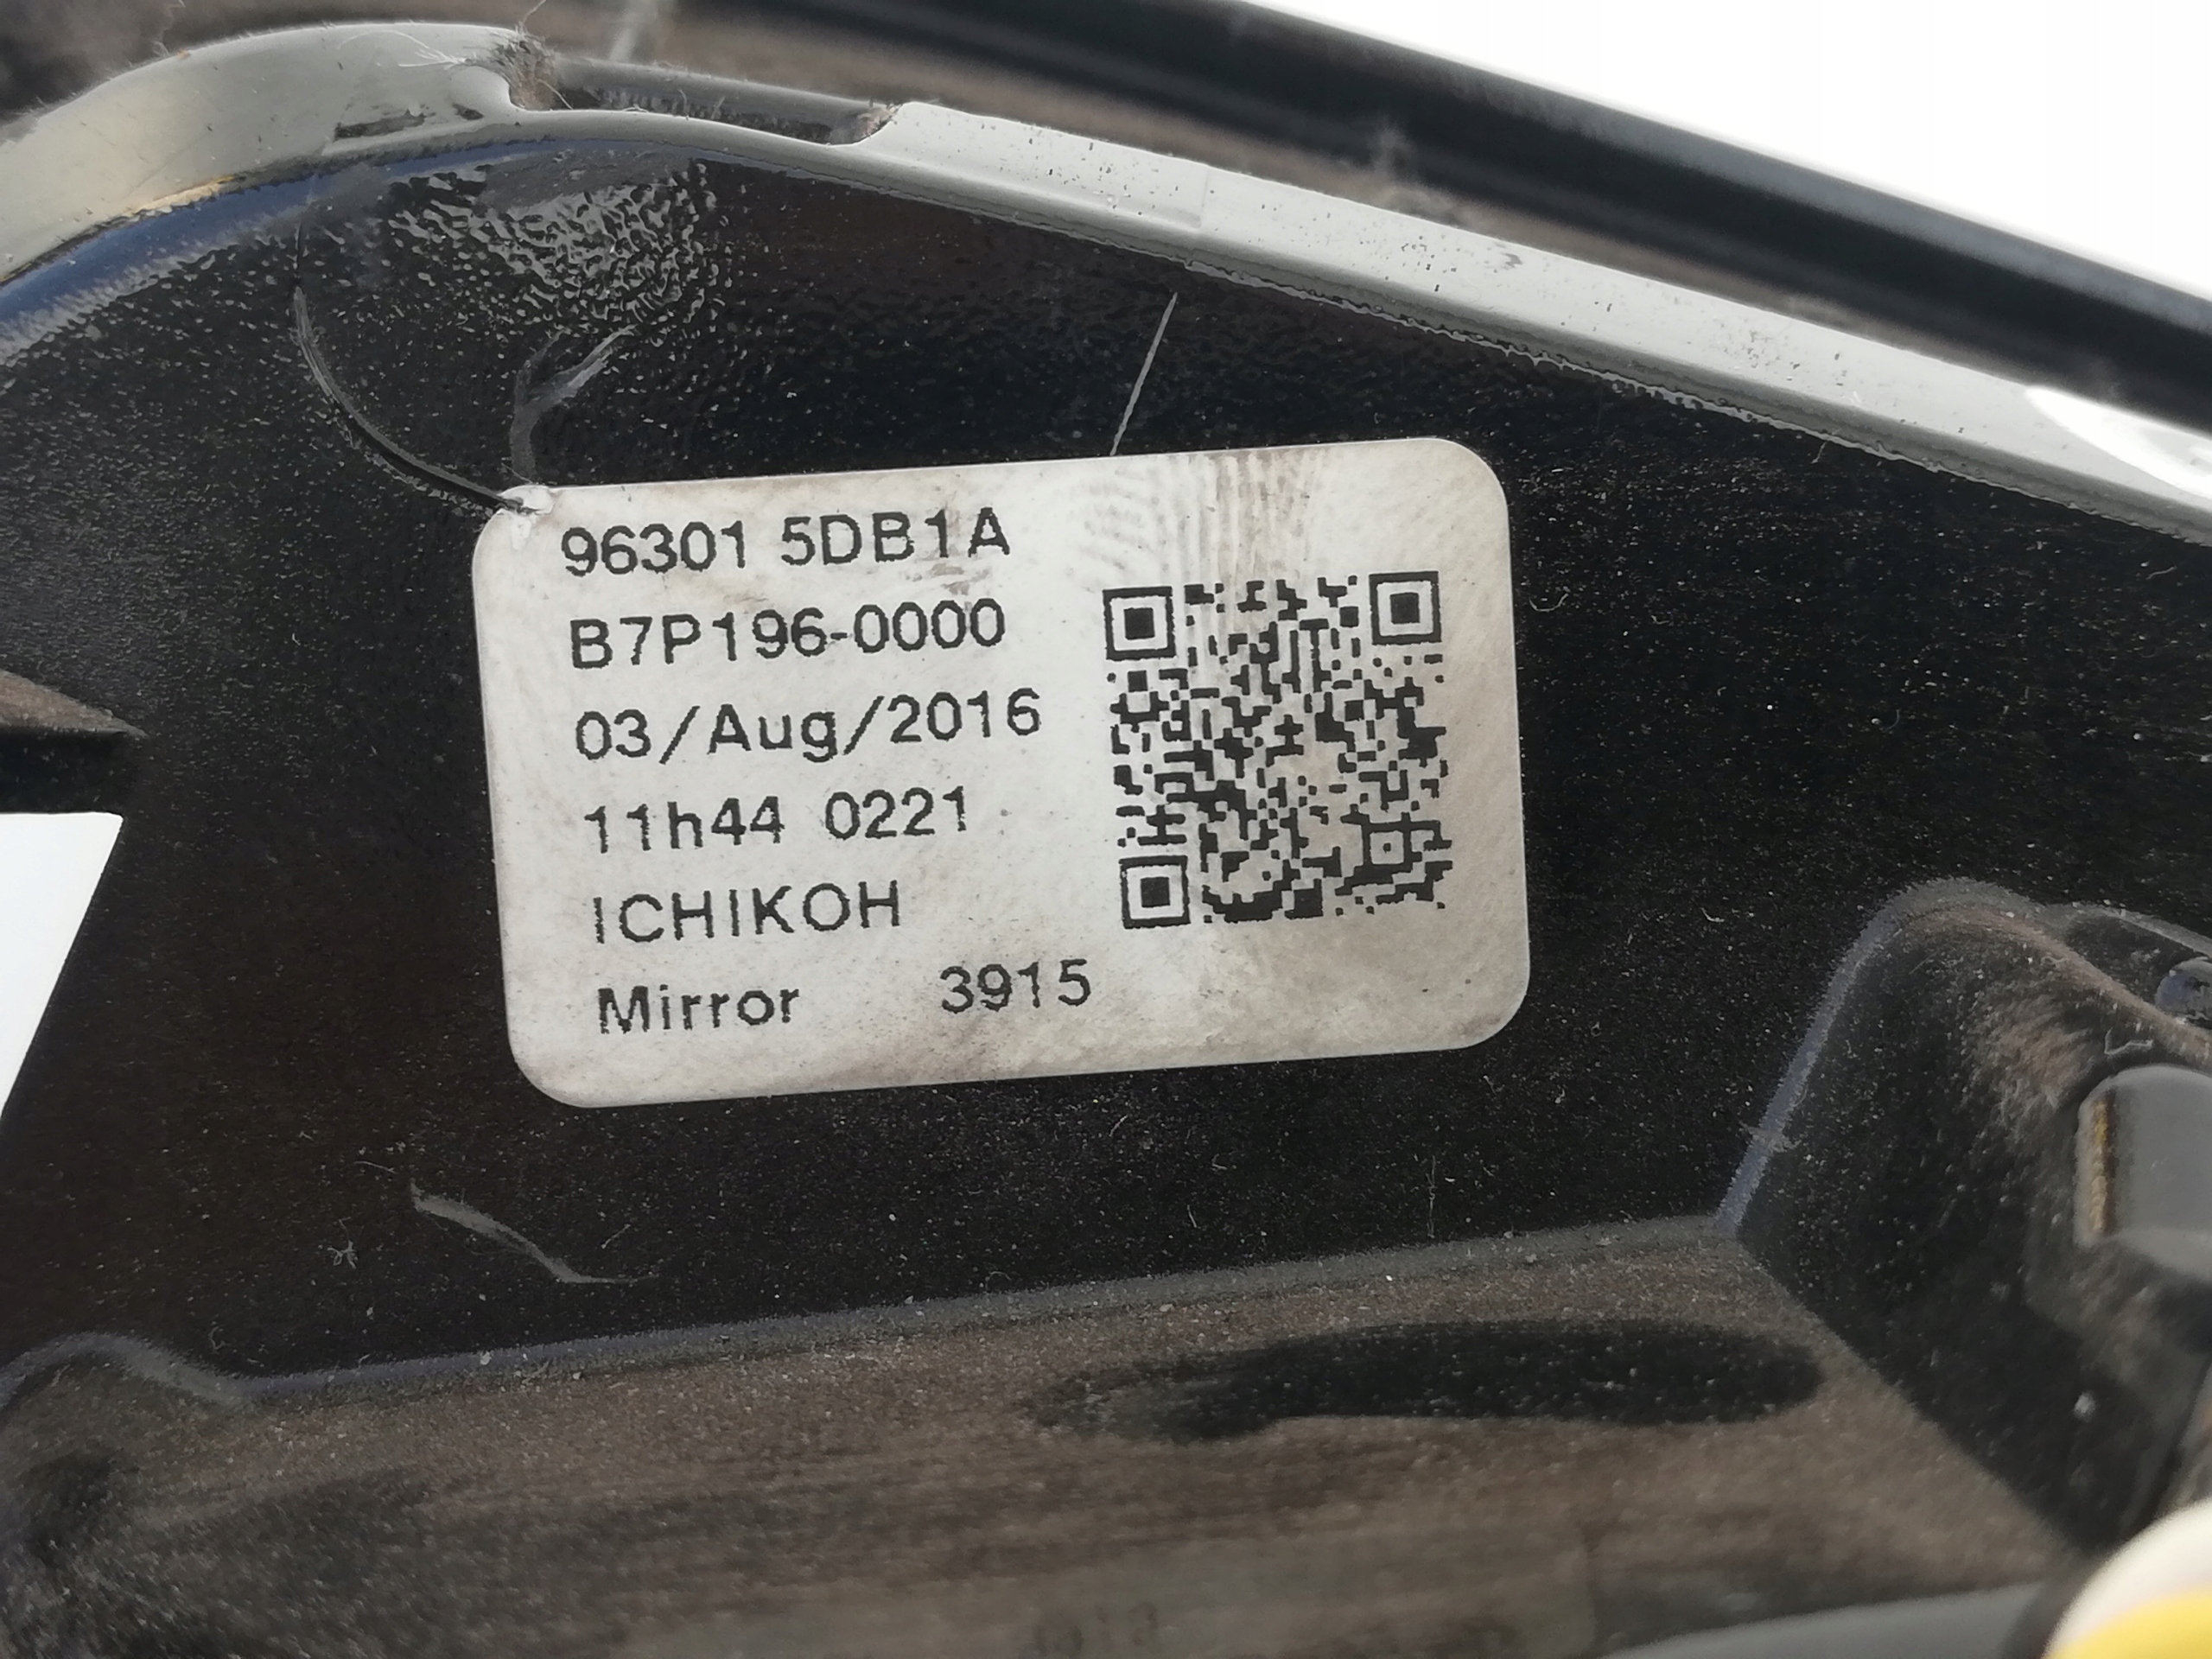 96301 5DB1A
B7P196-0000
03/Aug/2016
11h44 0221
ICHIKOH
Mirror 3915